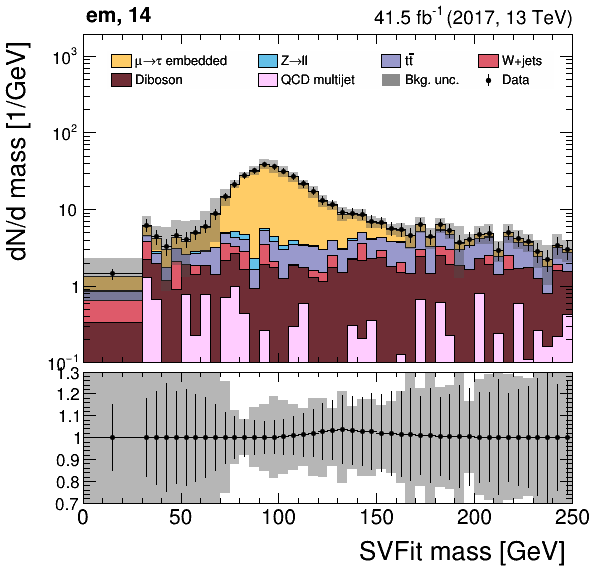 em, 14
41.5 fb⁻¹ (2017, 13 TeV)
dN/d mass [1/GeV]
10³
10²
10
1
10⁻¹
μ→τ embedded
Z→ll
tt̄
W+jets
Diboson
QCD multijet
Bkg. unc.
Data
1.3
1.2
1.1
1
0.9
0.8
0.7
0 50 100 150 200 250
SVFit mass [GeV]